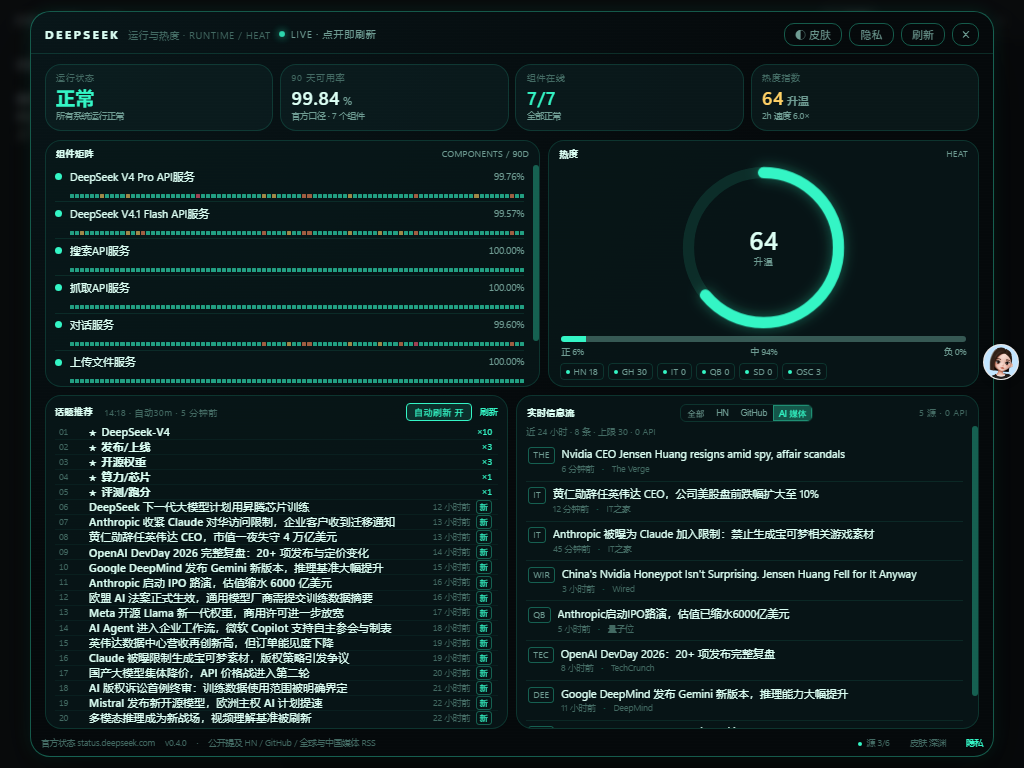 DEEPSEEK 运行与热度 · RUNTIME / HEAT LIVE · 点开即刷新
皮肤 隐私 刷新 ×
运行状态
正常
所有系统运行正常
90 天可用率
99.84 %
官方口径 · 7 个组件
组件在线
7/7
全部正常
热度指数
64 升温
2h 速度 6.0×
组件矩阵 COMPONENTS / 90D
DeepSeek V4 Pro API服务 99.76%
DeepSeek V4.1 Flash API服务 99.57%
搜索API服务 100.00%
抓取API服务 100.00%
对话服务 99.60%
上传文件服务 100.00%
热度 HEAT
64
升温
正 6% 中 94% 负 0%
HN 18 GH 30 IT 0 QB 0 SD 0 OSC 3
话题推荐 14:18 · 自动30m · 5 分钟前 自动刷新 开 刷新
01 ★ DeepSeek-V4 ×10
02 ★ 发布/上线 ×3
03 ★ 开源权重 ×3
04 ★ 算力/芯片 ×1
05 ★ 评测/跑分 ×1
06 DeepSeek 下一代大模型计划用昇腾芯片训练 12 小时前 新
07 Anthropic 收紧 Claude 对华访问限制，企业客户收到迁移通知 13 小时前 新
08 黄仁勋辞任英伟达 CEO，市值一夜失守 4 万亿美元 13 小时前 新
09 OpenAI DevDay 2026 完整复盘：20+ 项发布与定价变化 14 小时前 新
10 Google DeepMind 发布 Gemini 新版本，推理基准大幅提升 15 小时前 新
11 Anthropic 启动 IPO 路演，估值缩水 6000 亿美元 16 小时前 新
12 欧盟 AI 法案正式生效，通用模型厂商需提交训练数据摘要 16 小时前 新
13 Meta 开源 Llama 新一代权重，商用许可进一步放宽 17 小时前 新
14 AI Agent 进入企业工作流，微软 Copilot 支持自主参会与制表 18 小时前 新
15 英伟达数据中心营收再创新高，但订单能见度下降 19 小时前 新
16 Claude 被曝限制生成宝可梦素材，版权策略引发争议 19 小时前 新
17 国产大模型集体降价，API 价格战进入第二轮 20 小时前 新
18 AI 版权诉讼首例终审：训练数据使用范围被明确界定 21 小时前 新
19 Mistral 发布新开源模型，欧洲主权 AI 计划提速 22 小时前 新
20 多模态推理成为新战场，视频理解基准被刷新 22 小时前 新
实时信息流 全部 HN GitHub AI 媒体 5 源 · 0 API
近 24 小时 · 8 条 · 上限 30 · 0 API
THE Nvidia CEO Jensen Huang resigns amid spy, affair scandals
6 分钟前 · The Verge
IT 黄仁勋辞任英伟达 CEO，公司美股盘前跌幅扩大至 10%
12 分钟前 · IT之家
IT Anthropic 被曝为 Claude 加入限制：禁止生成宝可梦相关游戏素材
45 分钟前 · IT之家
WIR China's Nvidia Honeypot Isn't Surprising. Jensen Huang Fell for It Anyway
3 小时前 · Wired
QB Anthropic启动IPO路演，估值已缩水6000亿美元
5 小时前 · 量子位
TEC OpenAI DevDay 2026：20+ 项发布完整复盘
8 小时前 · TechCrunch
DEE Google DeepMind 发布 Gemini 新版本，推理能力大幅提升
11 小时前 · DeepMind
官方状态 status.deepseek.com v0.4.0 · 公开提及 HN / GitHub / 全球与中国媒体 RSS
源 3/6 皮肤 深渊 隐私